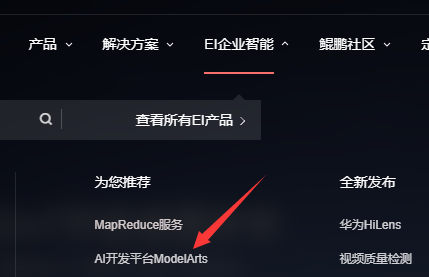 产品 解决方案 EI企业智能 鲲鹏社区
查看所有EI产品
为您推荐 全新发布
MapReduce服务 华为HiLens
AI开发平台ModelArts 视频质量检测